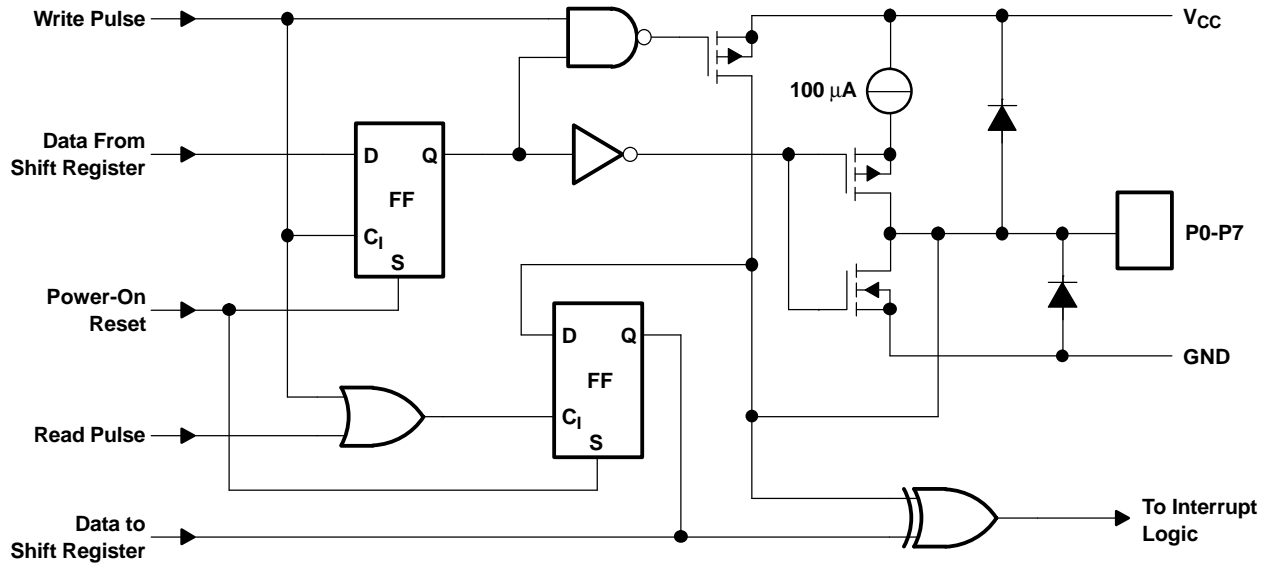 Write Pulse
VCC
100 µA
Data From
Shift Register
D
Q
FF
CI
S
P0-P7
Power-On
Reset
D
Q
FF
CI
S
GND
Read Pulse
Data to
Shift Register
To Interrupt
Logic